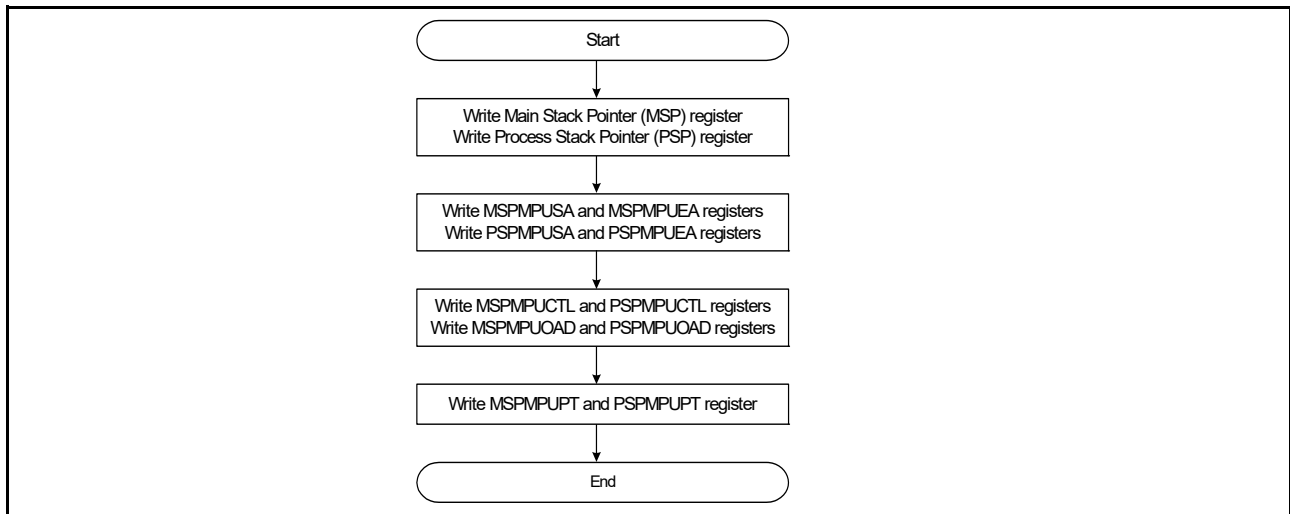 Start
Write Main Stack Pointer (MSP) register
Write Process Stack Pointer (PSP) register
Write MSPMPUSA and MSPMPUEA registers
Write PSPMPUSA and PSPMPUEA registers
Write MSPMPUCTL and PSPMPUCTL registers
Write MSPMPUOAD and PSPMPUOAD registers
Write MSPMPUPT and PSPMPUPT register
End